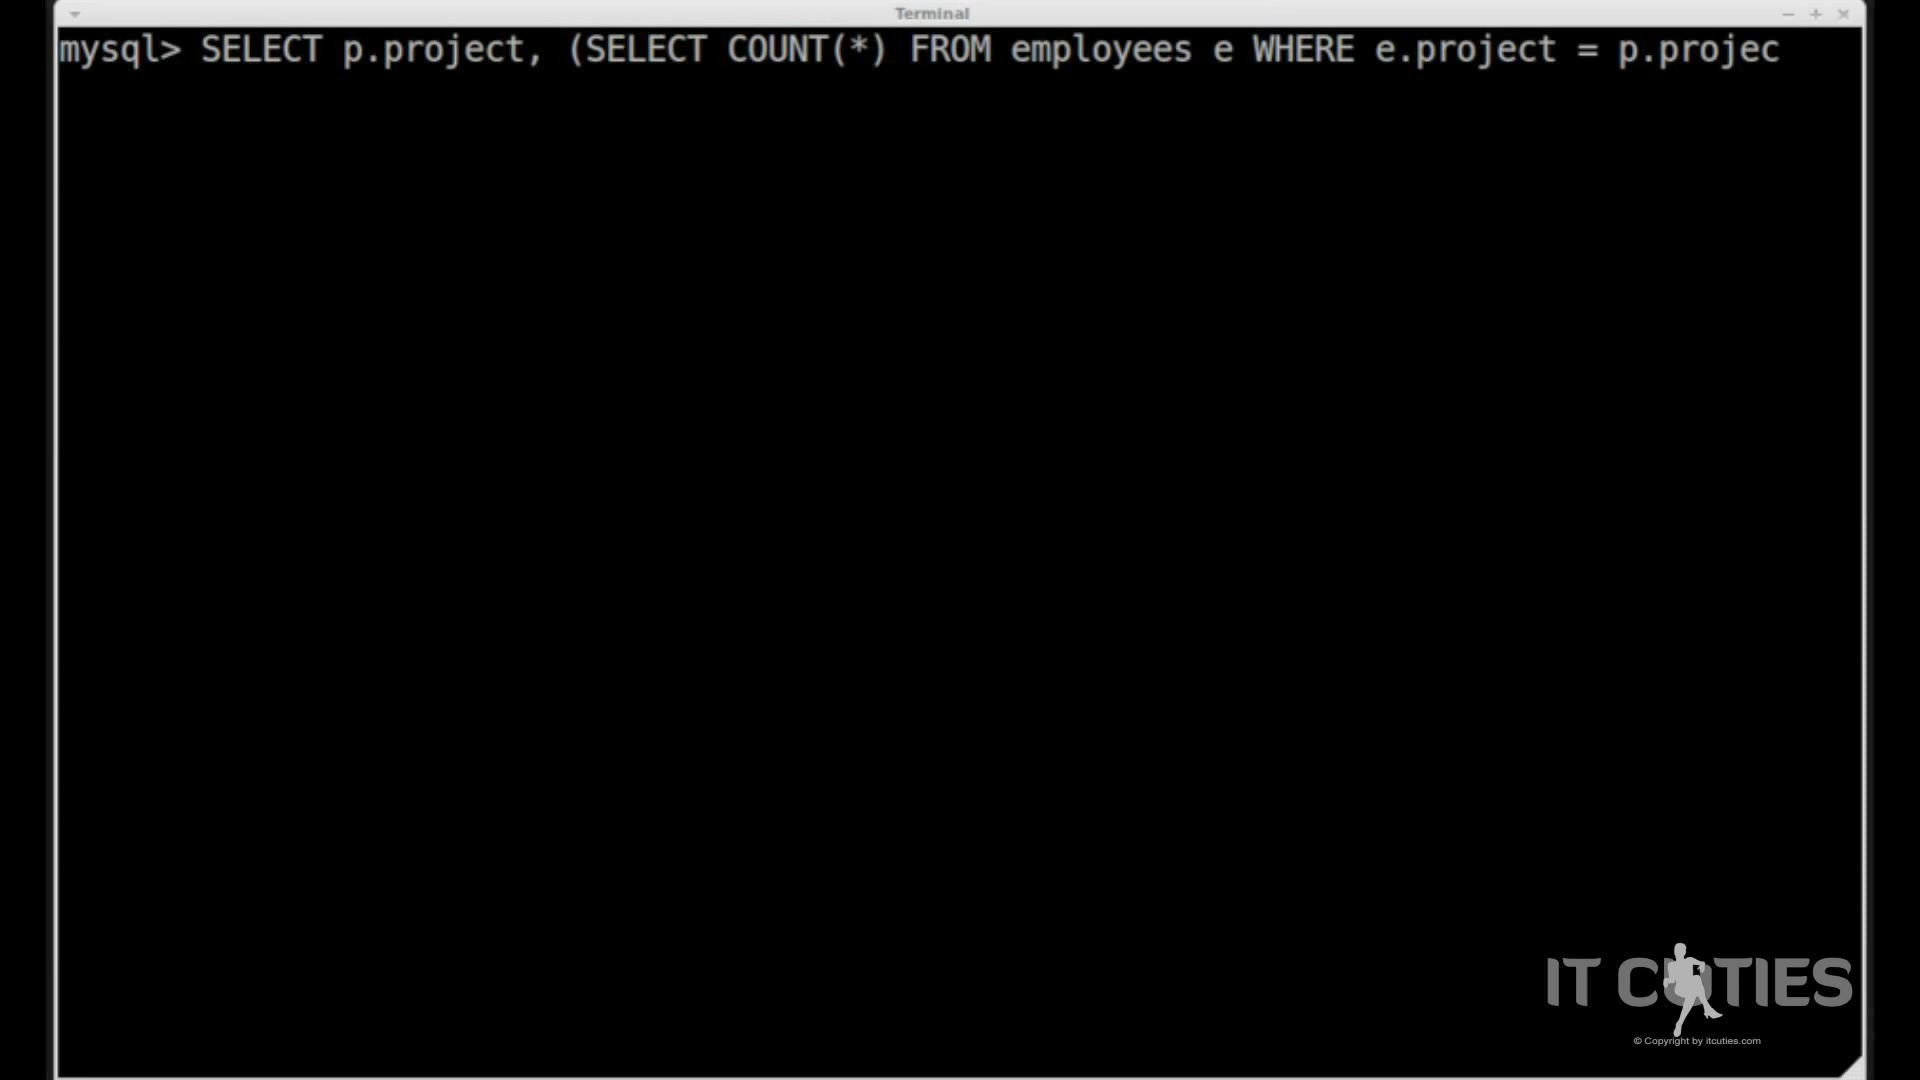 Terminal
mysql> SELECT p.project, (SELECT COUNT(*) FROM employees e WHERE e.project = p.projec
IT CUTIES
© Copyright by itcuties.com